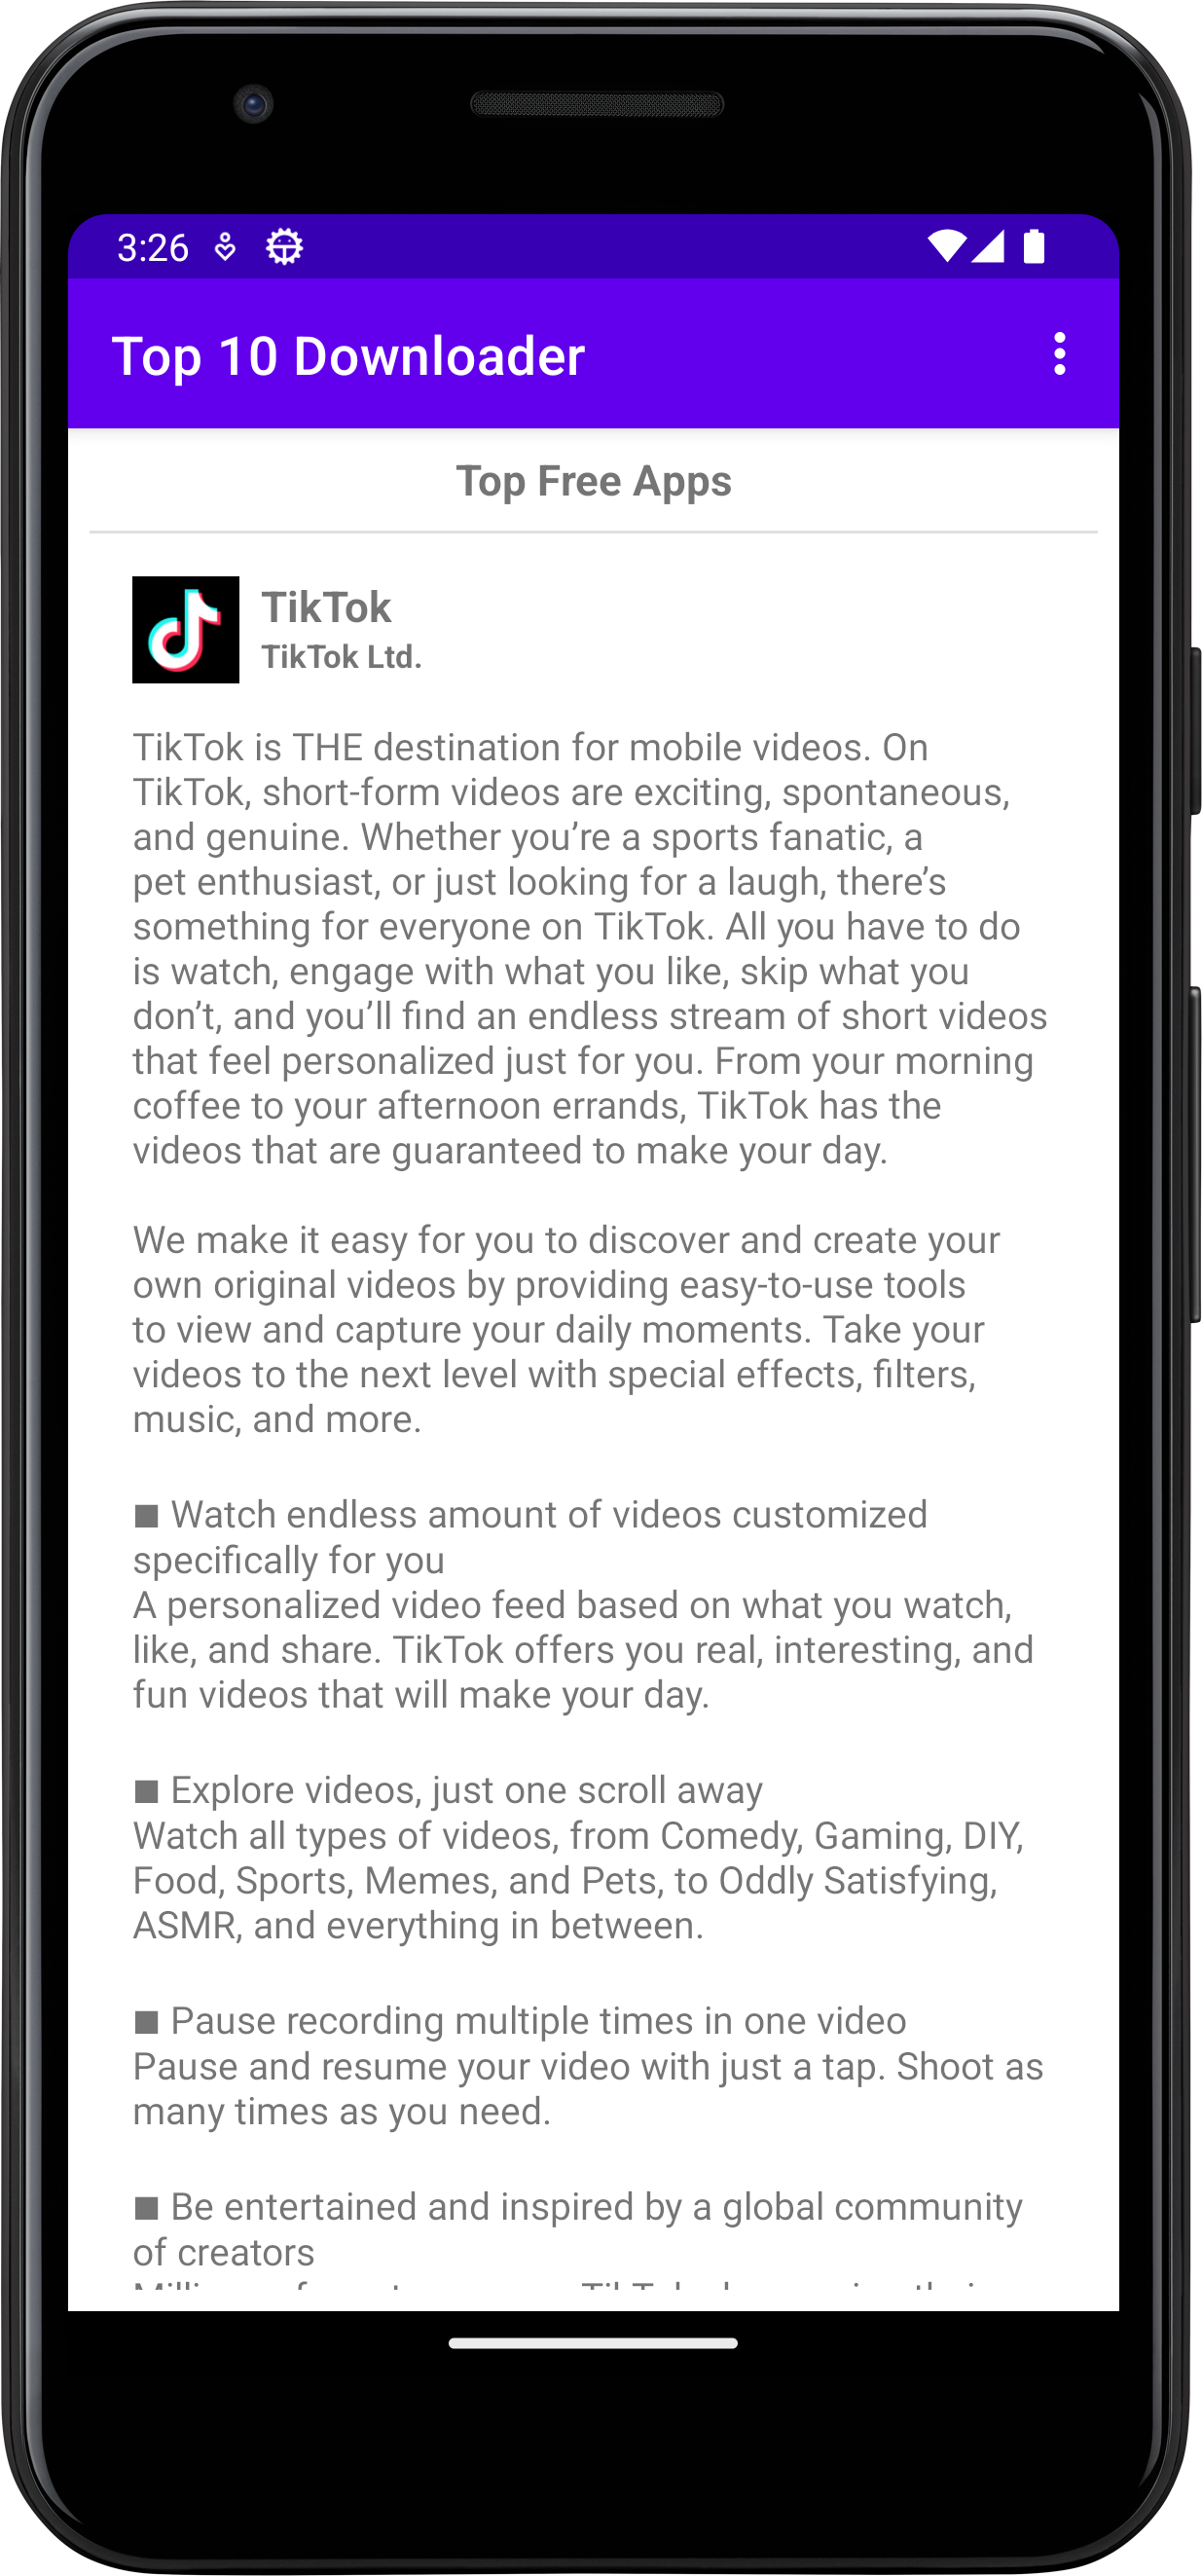 3:26
Top 10 Downloader
Top Free Apps
TikTok
TikTok Ltd.
TikTok is THE destination for mobile videos. On
TikTok, short-form videos are exciting, spontaneous,
and genuine. Whether you’re a sports fanatic, a
pet enthusiast, or just looking for a laugh, there’s
something for everyone on TikTok. All you have to do
is watch, engage with what you like, skip what you
don’t, and you’ll find an endless stream of short videos
that feel personalized just for you. From your morning
coffee to your afternoon errands, TikTok has the
videos that are guaranteed to make your day.
We make it easy for you to discover and create your
own original videos by providing easy-to-use tools
to view and capture your daily moments. Take your
videos to the next level with special effects, filters,
music, and more.
■ Watch endless amount of videos customized
specifically for you
A personalized video feed based on what you watch,
like, and share. TikTok offers you real, interesting, and
fun videos that will make your day.
■ Explore videos, just one scroll away
Watch all types of videos, from Comedy, Gaming, DIY,
Food, Sports, Memes, and Pets, to Oddly Satisfying,
ASMR, and everything in between.
■ Pause recording multiple times in one video
Pause and resume your video with just a tap. Shoot as
many times as you need.
■ Be entertained and inspired by a global community
of creators